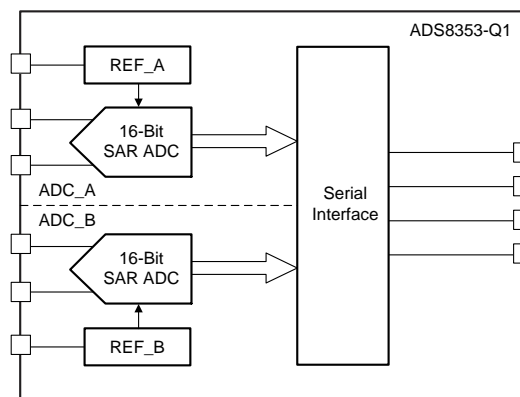 ADS8353-Q1
REF_A
16-Bit
SAR ADC
ADC_A
ADC_B
16-Bit
SAR ADC
REF_B
Serial
Interface